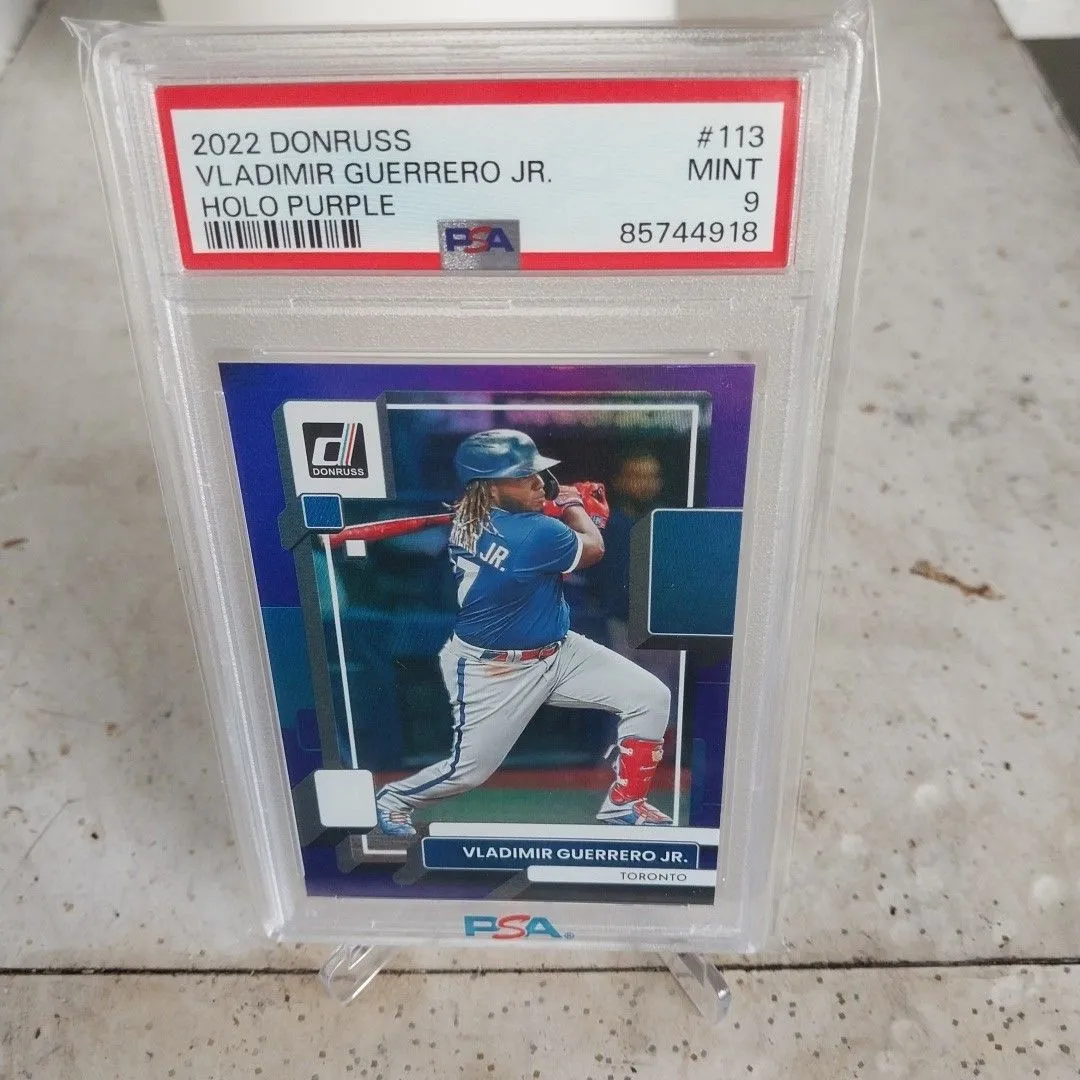 2022 DONRUSS #113
VLADIMIR GUERRERO JR. MINT
HOLO PURPLE 9
PSA 85744918
DONRUSS
JR.
7
VLADIMIR GUERRERO JR.
TORONTO
PSA®